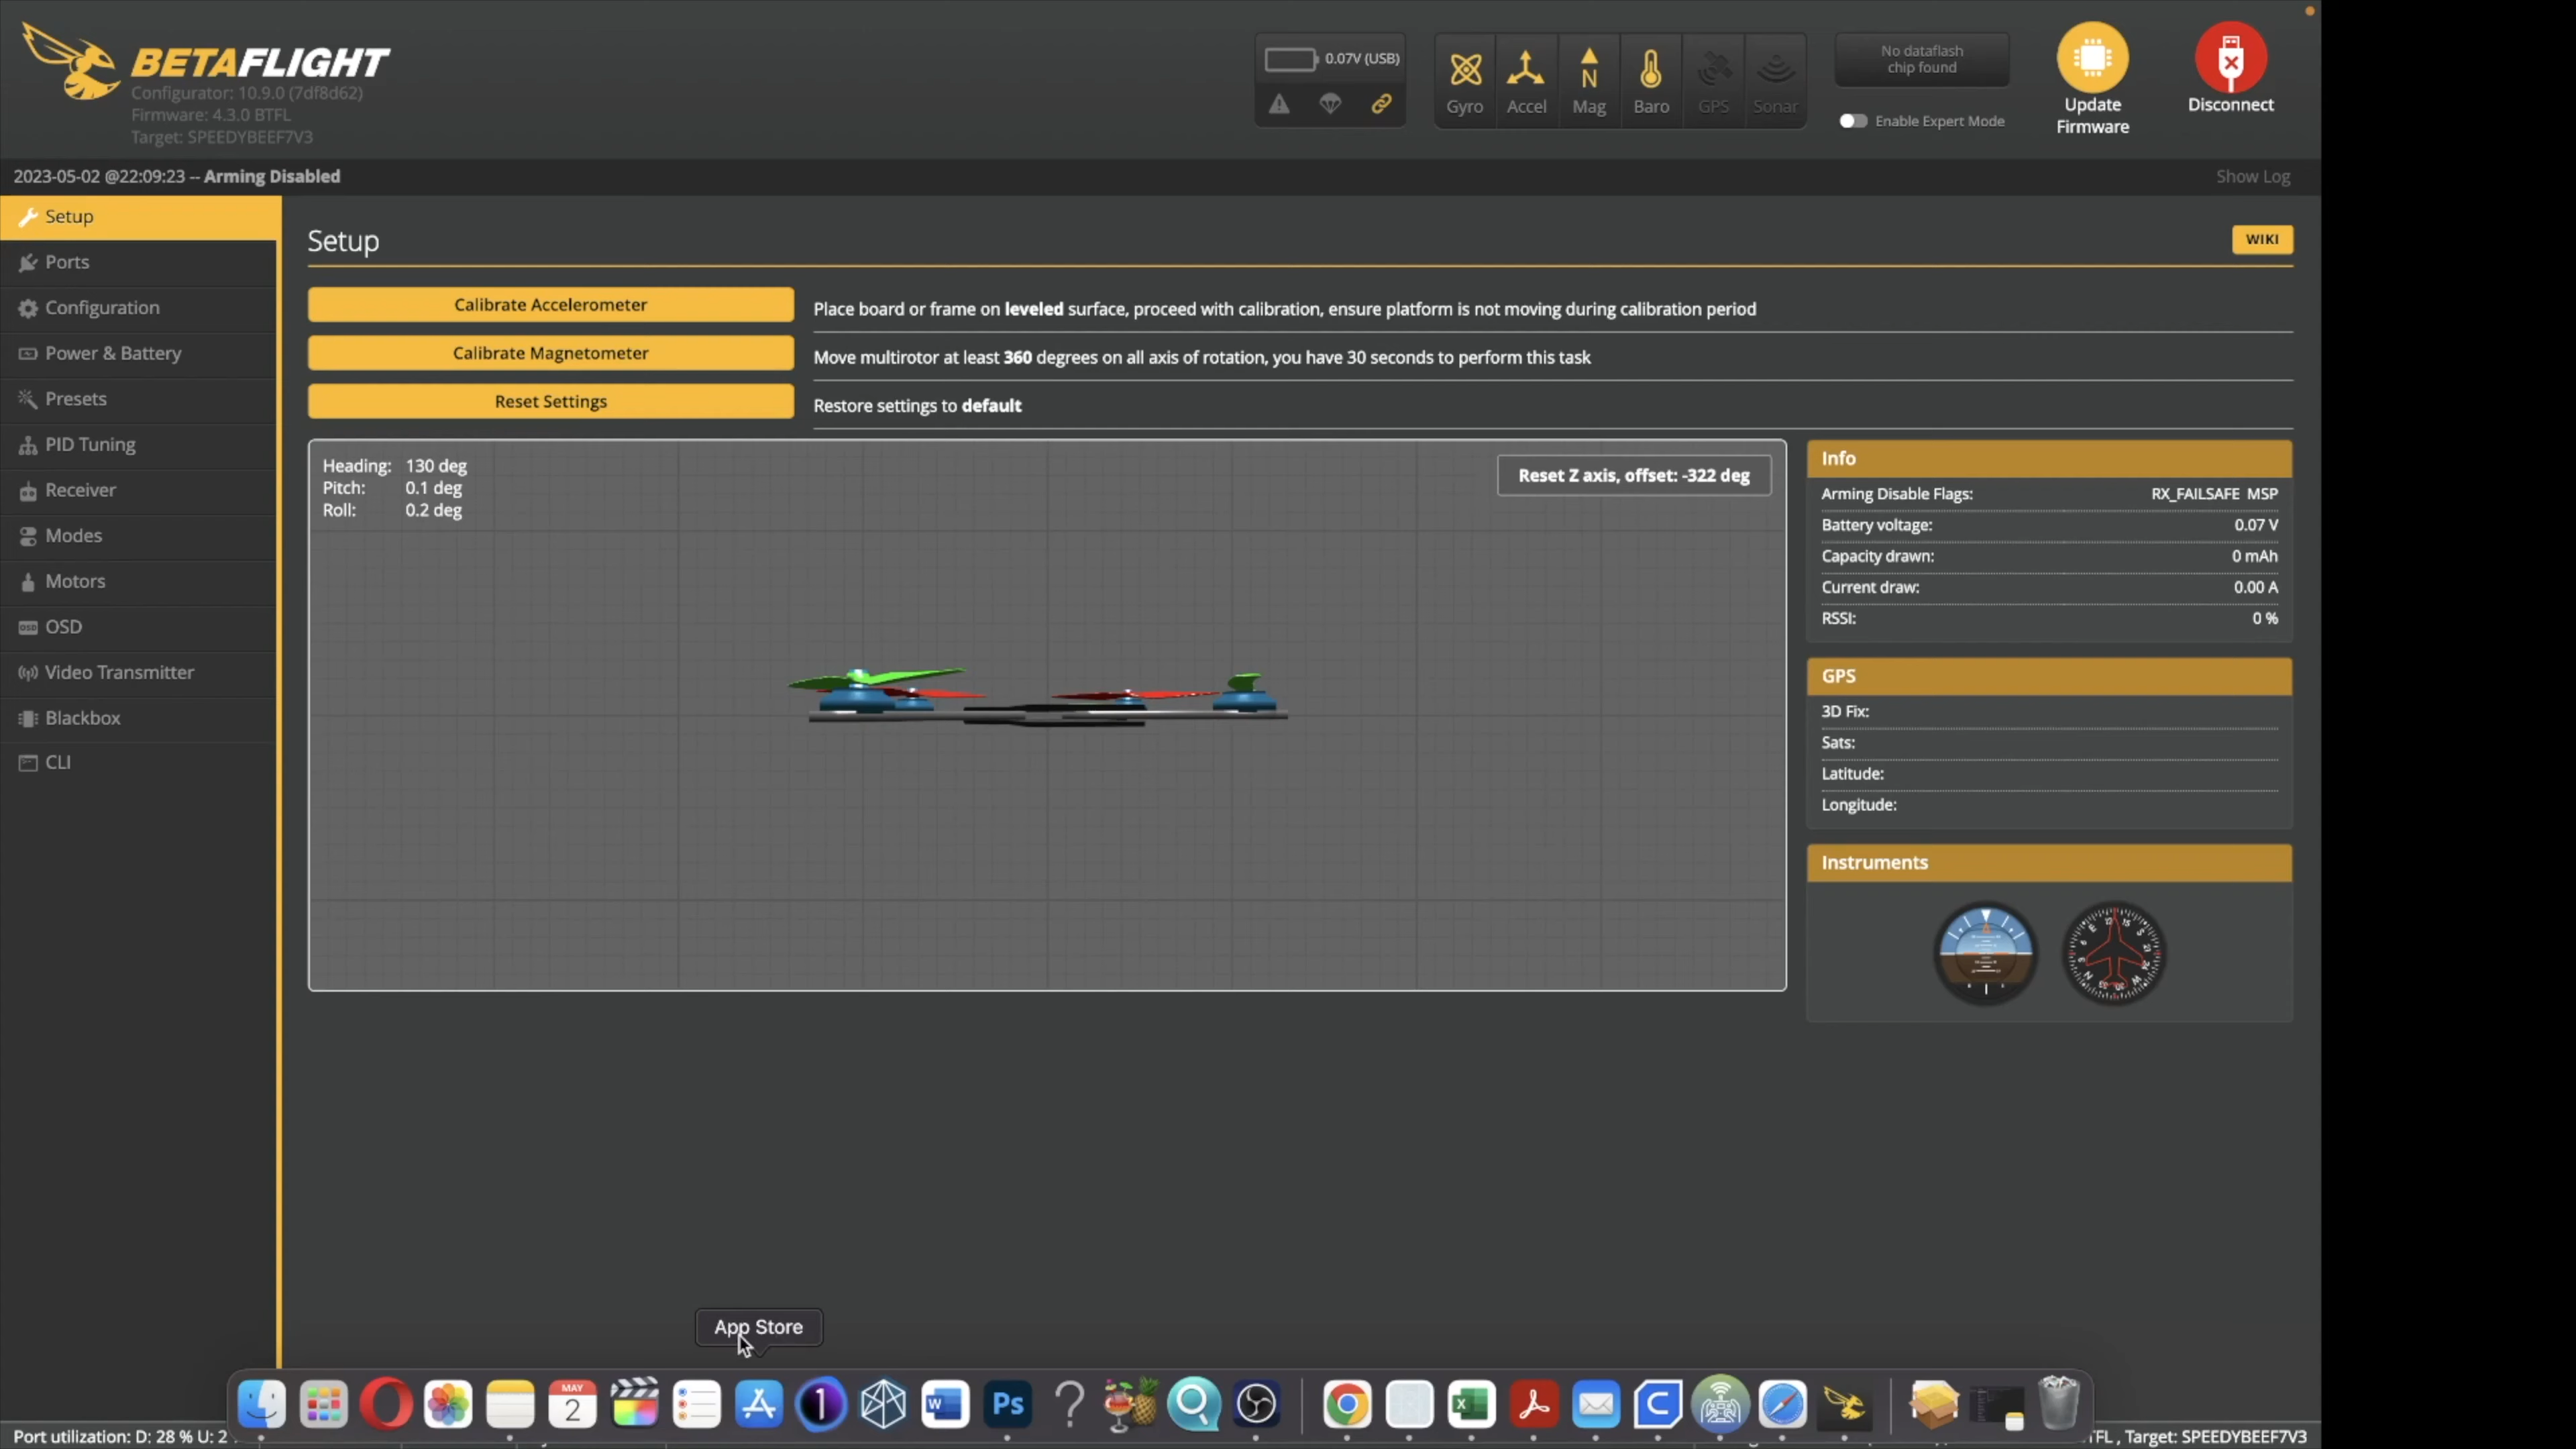 BETAFLIGHT
Configurator: 10.9.0 (7df8d62)
Firmware: 4.3.0 BTFL
Target: SPEEDYBEEF7V3
0.07V (USB)
Gyro
Accel
N
Mag
Baro
GPS
Sonar
No dataflash
chip found
Enable Expert Mode
Update
Firmware
Disconnect
2023-05-02 @22:09:23 -- Arming Disabled
Show Log
Setup
Ports
Configuration
Power & Battery
Presets
PID Tuning
Receiver
Modes
Motors
OSD
Video Transmitter
Blackbox
CLI
Setup
WIKI
Calibrate Accelerometer
Place board or frame on leveled surface, proceed with calibration, ensure platform is not moving during calibration period
Calibrate Magnetometer
Move multirotor at least 360 degrees on all axis of rotation, you have 30 seconds to perform this task
Reset Settings
Restore settings to default
Heading: 130 deg
Pitch: 0.1 deg
Roll: 0.2 deg
Reset Z axis, offset: -322 deg
Info
Arming Disable Flags: RX_FAILSAFE MSP
Battery voltage: 0.07 V
Capacity drawn: 0 mAh
Current draw: 0.00 A
RSSI: 0 %
GPS
3D Fix:
Sats:
Latitude:
Longitude:
Instruments
App Store
MAY
2
1
W
Ps
?
X
C
Port utilization: D: 28 % U: 2
TFL , Target: SPEEDYBEEF7V3